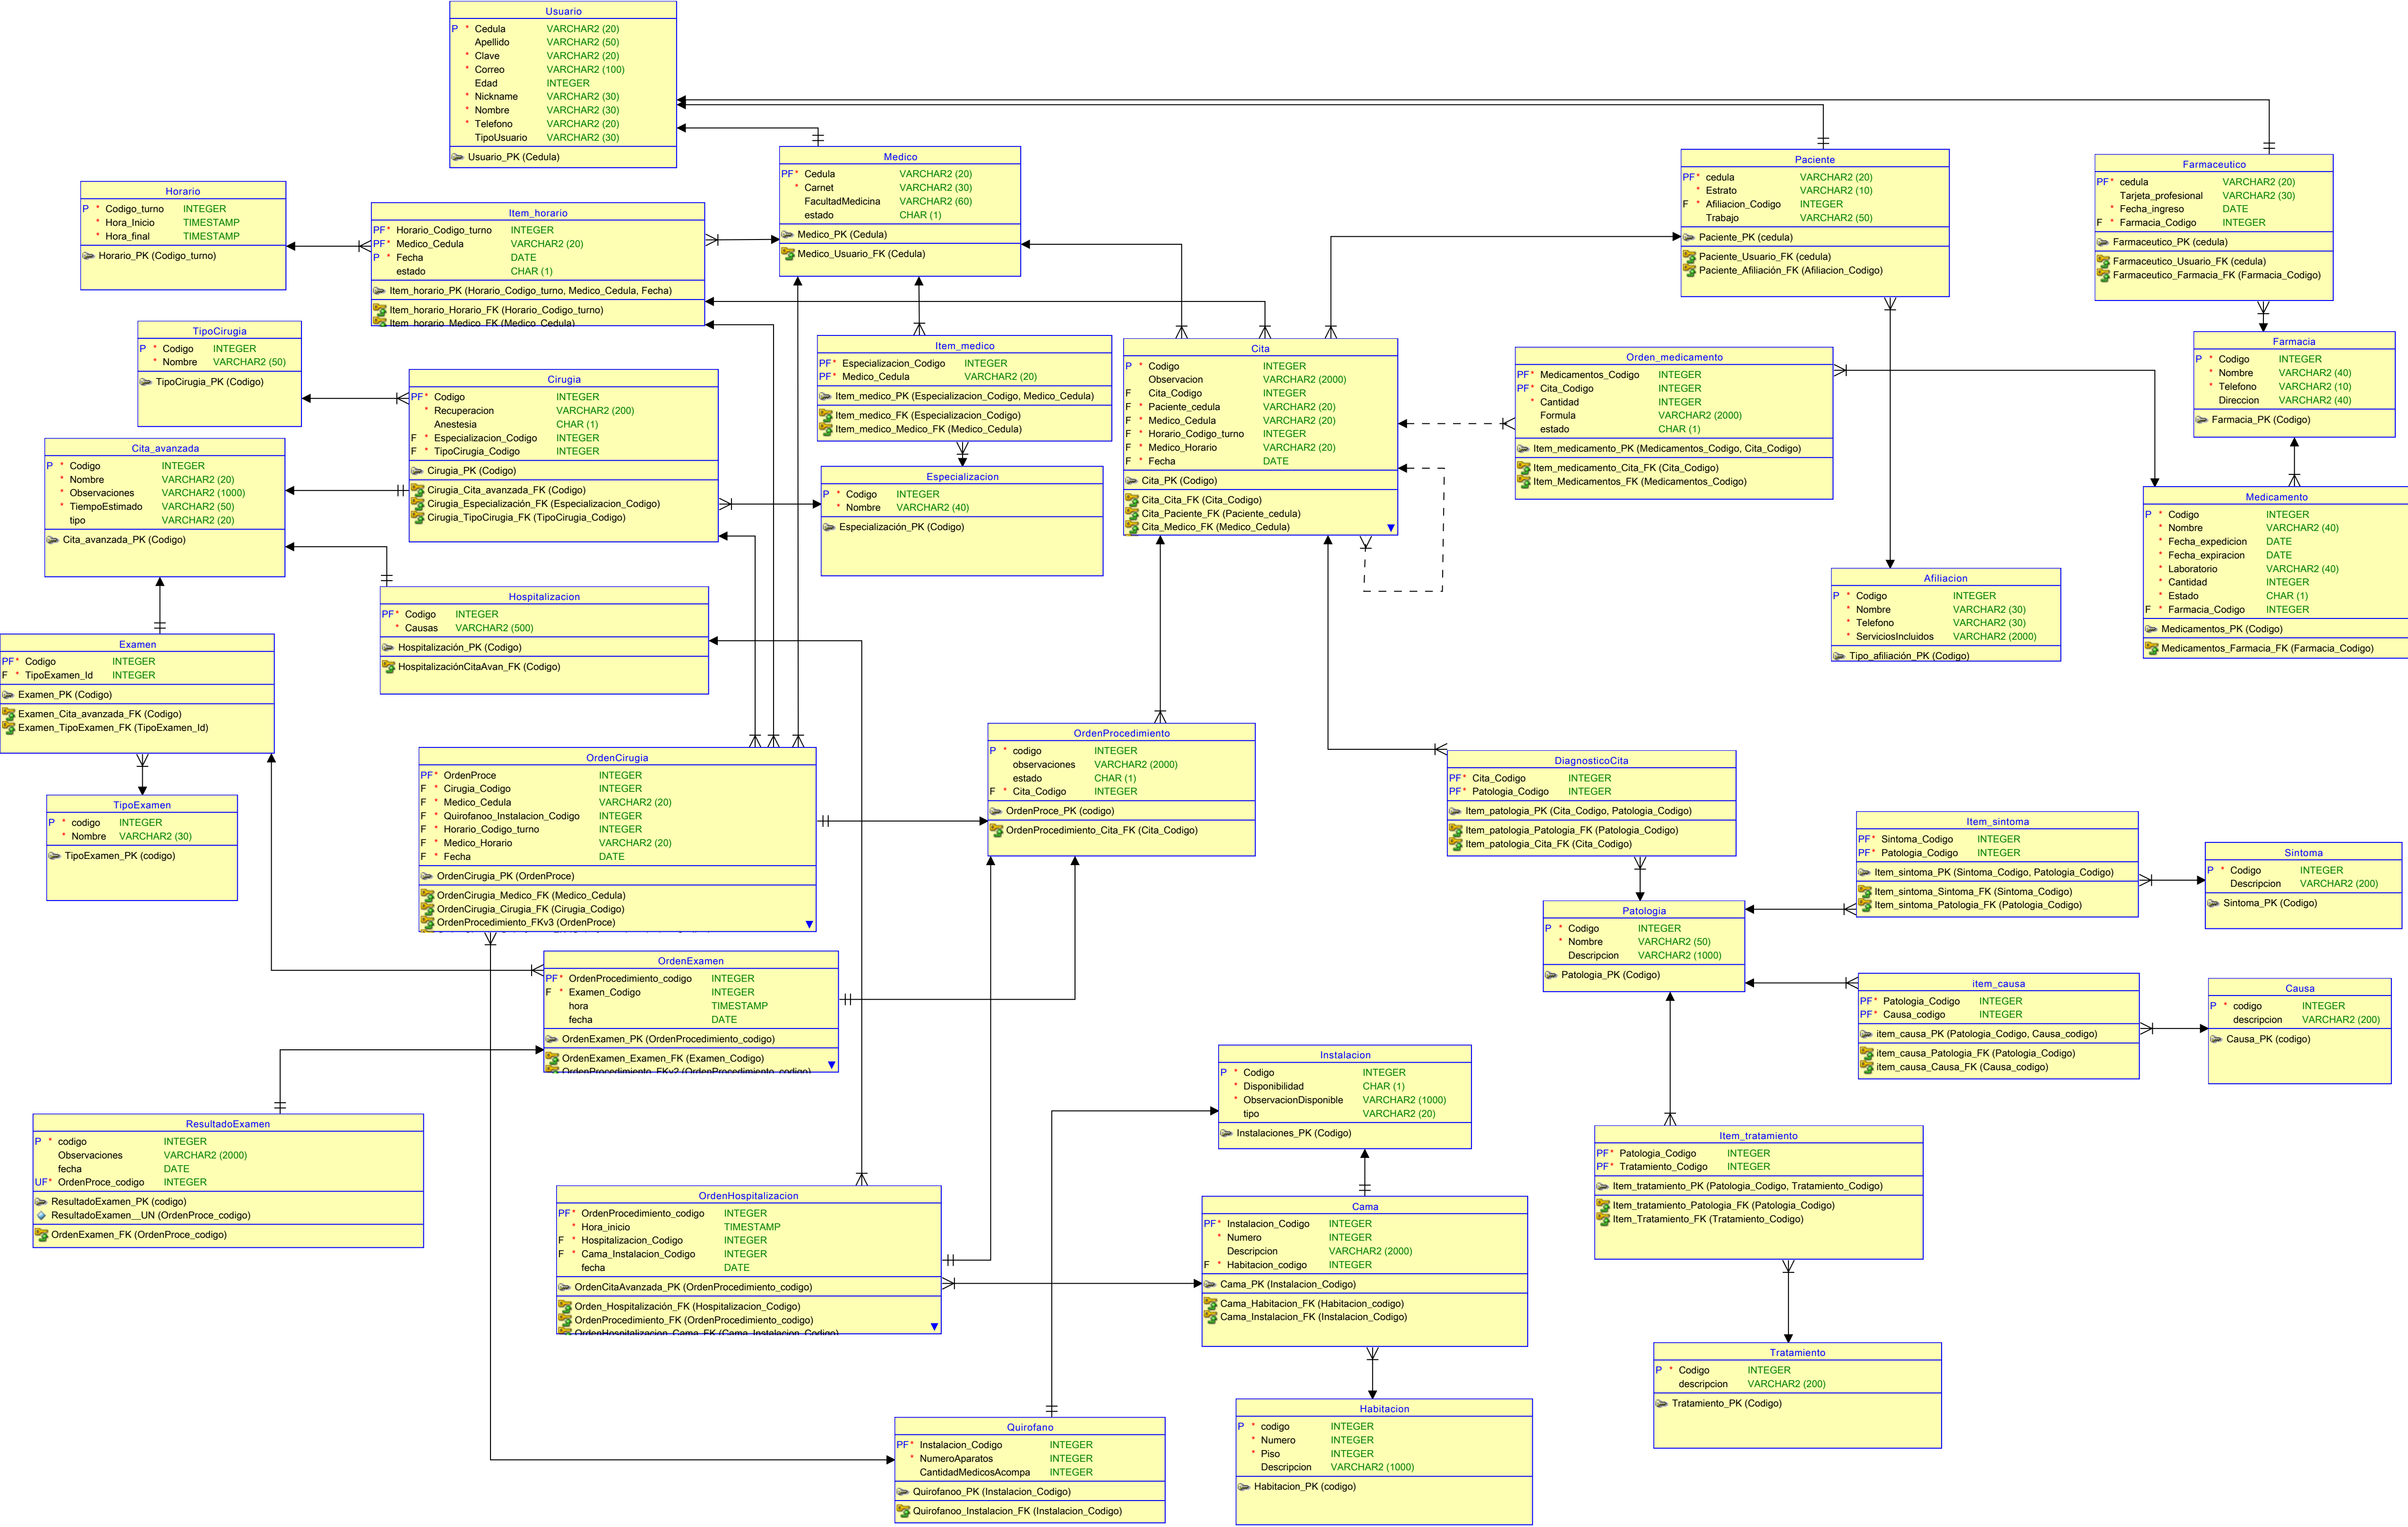 Usuario
P * Cedula VARCHAR2 (20)
Apellido VARCHAR2 (50)
* Clave VARCHAR2 (20)
* Correo VARCHAR2 (100)
Edad INTEGER
* Nickname VARCHAR2 (30)
* Nombre VARCHAR2 (30)
* Telefono VARCHAR2 (20)
TipoUsuario VARCHAR2 (30)
Usuario_PK (Cedula)
Medico
PF* Cedula VARCHAR2 (20)
* Carnet VARCHAR2 (30)
FacultadMedicina VARCHAR2 (60)
estado CHAR (1)
Medico_PK (Cedula)
Medico_Usuario_FK (Cedula)
Paciente
PF* cedula VARCHAR2 (20)
* Estrato VARCHAR2 (10)
F * Afiliacion_Codigo INTEGER
Trabajo VARCHAR2 (50)
Paciente_PK (cedula)
Paciente_Usuario_FK (cedula)
Paciente_Afiliación_FK (Afiliacion_Codigo)
Farmaceutico
PF* cedula VARCHAR2 (20)
Tarjeta_profesional VARCHAR2 (30)
* Fecha_ingreso DATE
F * Farmacia_Codigo INTEGER
Farmaceutico_PK (cedula)
Farmaceutico_Usuario_FK (cedula)
Farmaceutico_Farmacia_FK (Farmacia_Codigo)
Horario
P * Codigo_turno INTEGER
* Hora_Inicio TIMESTAMP
* Hora_final TIMESTAMP
Horario_PK (Codigo_turno)
Item_horario
PF* Horario_Codigo_turno INTEGER
PF* Medico_Cedula VARCHAR2 (20)
P * Fecha DATE
estado CHAR (1)
Item_horario_PK (Horario_Codigo_turno, Medico_Cedula, Fecha)
Item_horario_Horario_FK (Horario_Codigo_turno)
Item_horario_Medico_FK (Medico_Cedula)
TipoCirugia
P * Codigo INTEGER
* Nombre VARCHAR2 (50)
TipoCirugia_PK (Codigo)
Cirugia
PF* Codigo INTEGER
* Recuperacion VARCHAR2 (200)
Anestesia CHAR (1)
F * Especializacion_Codigo INTEGER
F * TipoCirugia_Codigo INTEGER
Cirugia_PK (Codigo)
Cirugia_Cita_avanzada_FK (Codigo)
Cirugia_Especialización_FK (Especializacion_Codigo)
Cirugia_TipoCirugia_FK (TipoCirugia_Codigo)
Item_medico
PF* Especializacion_Codigo INTEGER
PF* Medico_Cedula VARCHAR2 (20)
Item_medico_PK (Especializacion_Codigo, Medico_Cedula)
Item_medico_FK (Especializacion_Codigo)
Item_medico_Medico_FK (Medico_Cedula)
Cita
P * Codigo INTEGER
Observacion VARCHAR2 (2000)
F Cita_Codigo INTEGER
F * Paciente_cedula VARCHAR2 (20)
F * Medico_Cedula VARCHAR2 (20)
F * Horario_Codigo_turno INTEGER
F * Medico_Horario VARCHAR2 (20)
F * Fecha DATE
Cita_PK (Codigo)
Cita_Cita_FK (Cita_Codigo)
Cita_Paciente_FK (Paciente_cedula)
Cita_Medico_FK (Medico_Cedula)
Orden_medicamento
PF* Medicamentos_Codigo INTEGER
PF* Cita_Codigo INTEGER
* Cantidad INTEGER
Formula VARCHAR2 (2000)
estado CHAR (1)
Item_medicamento_PK (Medicamentos_Codigo, Cita_Codigo)
Item_medicamento_Cita_FK (Cita_Codigo)
Item_Medicamentos_FK (Medicamentos_Codigo)
Farmacia
P * Codigo INTEGER
* Nombre VARCHAR2 (40)
* Telefono VARCHAR2 (10)
Direccion VARCHAR2 (40)
Farmacia_PK (Codigo)
Cita_avanzada
P * Codigo INTEGER
* Nombre VARCHAR2 (20)
* Observaciones VARCHAR2 (1000)
* TiempoEstimado VARCHAR2 (50)
tipo VARCHAR2 (20)
Cita_avanzada_PK (Codigo)
Especializacion
P * Codigo INTEGER
* Nombre VARCHAR2 (40)
Especialización_PK (Codigo)
Medicamento
P * Codigo INTEGER
* Nombre VARCHAR2 (40)
* Fecha_expedicion DATE
* Fecha_expiracion DATE
* Laboratorio VARCHAR2 (40)
* Cantidad INTEGER
* Estado CHAR (1)
F * Farmacia_Codigo INTEGER
Medicamentos_PK (Codigo)
Medicamentos_Farmacia_FK (Farmacia_Codigo)
Hospitalizacion
PF* Codigo INTEGER
* Causas VARCHAR2 (500)
Hospitalización_PK (Codigo)
HospitalizaciónCitaAvan_FK (Codigo)
Afiliacion
P * Codigo INTEGER
* Nombre VARCHAR2 (30)
* Telefono VARCHAR2 (30)
* ServiciosIncluidos VARCHAR2 (2000)
Tipo_afiliación_PK (Codigo)
Examen
PF* Codigo INTEGER
F * TipoExamen_Id INTEGER
Examen_PK (Codigo)
Examen_Cita_avanzada_FK (Codigo)
Examen_TipoExamen_FK (TipoExamen_Id)
TipoExamen
P * codigo INTEGER
* Nombre VARCHAR2 (30)
TipoExamen_PK (codigo)
OrdenCirugia
PF* OrdenProce INTEGER
F * Cirugia_Codigo INTEGER
F * Medico_Cedula VARCHAR2 (20)
F * Quirofanoo_Instalacion_Codigo INTEGER
F * Horario_Codigo_turno INTEGER
F * Medico_Horario VARCHAR2 (20)
F * Fecha DATE
OrdenCirugia_PK (OrdenProce)
OrdenCirugia_Medico_FK (Medico_Cedula)
OrdenCirugia_Cirugia_FK (Cirugia_Codigo)
OrdenProcedimiento_FKv3 (OrdenProce)
OrdenProcedimiento
P * codigo INTEGER
observaciones VARCHAR2 (2000)
estado CHAR (1)
F * Cita_Codigo INTEGER
OrdenProce_PK (codigo)
OrdenProcedimiento_Cita_FK (Cita_Codigo)
DiagnosticoCita
PF* Cita_Codigo INTEGER
PF* Patologia_Codigo INTEGER
Item_patologia_PK (Cita_Codigo, Patologia_Codigo)
Item_patologia_Patologia_FK (Patologia_Codigo)
Item_patologia_Cita_FK (Cita_Codigo)
Item_sintoma
PF* Sintoma_Codigo INTEGER
PF* Patologia_Codigo INTEGER
Item_sintoma_PK (Sintoma_Codigo, Patologia_Codigo)
Item_sintoma_Sintoma_FK (Sintoma_Codigo)
Item_sintoma_Patologia_FK (Patologia_Codigo)
Sintoma
P * Codigo INTEGER
Descripcion VARCHAR2 (200)
Sintoma_PK (Codigo)
Patologia
P * Codigo INTEGER
* Nombre VARCHAR2 (50)
Descripcion VARCHAR2 (1000)
Patologia_PK (Codigo)
OrdenExamen
PF* OrdenProcedimiento_codigo INTEGER
F * Examen_Codigo INTEGER
hora TIMESTAMP
fecha DATE
OrdenExamen_PK (OrdenProcedimiento_codigo)
OrdenExamen_Examen_FK (Examen_Codigo)
OrdenProcedimiento_FKv2 (OrdenProcedimiento_codigo)
item_causa
PF* Patologia_Codigo INTEGER
PF* Causa_codigo INTEGER
item_causa_PK (Patologia_Codigo, Causa_codigo)
item_causa_Patologia_FK (Patologia_Codigo)
item_causa_Causa_FK (Causa_codigo)
Causa
P * codigo INTEGER
descripcion VARCHAR2 (200)
Causa_PK (codigo)
Instalacion
P * Codigo INTEGER
* Disponibilidad CHAR (1)
* ObservacionDisponible VARCHAR2 (1000)
tipo VARCHAR2 (20)
Instalaciones_PK (Codigo)
ResultadoExamen
P * codigo INTEGER
Observaciones VARCHAR2 (2000)
fecha DATE
UF* OrdenProce_codigo INTEGER
ResultadoExamen_PK (codigo)
ResultadoExamen__UN (OrdenProce_codigo)
OrdenExamen_FK (OrdenProce_codigo)
Item_tratamiento
PF* Patologia_Codigo INTEGER
PF* Tratamiento_Codigo INTEGER
Item_tratamiento_PK (Patologia_Codigo, Tratamiento_Codigo)
Item_tratamiento_Patologia_FK (Patologia_Codigo)
Item_Tratamiento_FK (Tratamiento_Codigo)
OrdenHospitalizacion
PF* OrdenProcedimiento_codigo INTEGER
* Hora_inicio TIMESTAMP
F * Hospitalizacion_Codigo INTEGER
F * Cama_Instalacion_Codigo INTEGER
fecha DATE
OrdenCitaAvanzada_PK (OrdenProcedimiento_codigo)
Orden_Hospitalización_FK (Hospitalizacion_Codigo)
OrdenProcedimiento_FK (OrdenProcedimiento_codigo)
OrdenHospitalizacion_Cama_FK (Cama_Instalacion_Codigo)
Cama
PF* Instalacion_Codigo INTEGER
* Numero INTEGER
Descripcion VARCHAR2 (2000)
F * Habitacion_codigo INTEGER
Cama_PK (Instalacion_Codigo)
Cama_Habitacion_FK (Habitacion_codigo)
Cama_Instalacion_FK (Instalacion_Codigo)
Tratamiento
P * Codigo INTEGER
descripcion VARCHAR2 (200)
Tratamiento_PK (Codigo)
Quirofano
PF* Instalacion_Codigo INTEGER
* NumeroAparatos INTEGER
CantidadMedicosAcompa INTEGER
Quirofanoo_PK (Instalacion_Codigo)
Quirofanoo_Instalacion_FK (Instalacion_Codigo)
Habitacion
P * codigo INTEGER
* Numero INTEGER
* Piso INTEGER
Descripcion VARCHAR2 (1000)
Habitacion_PK (codigo)